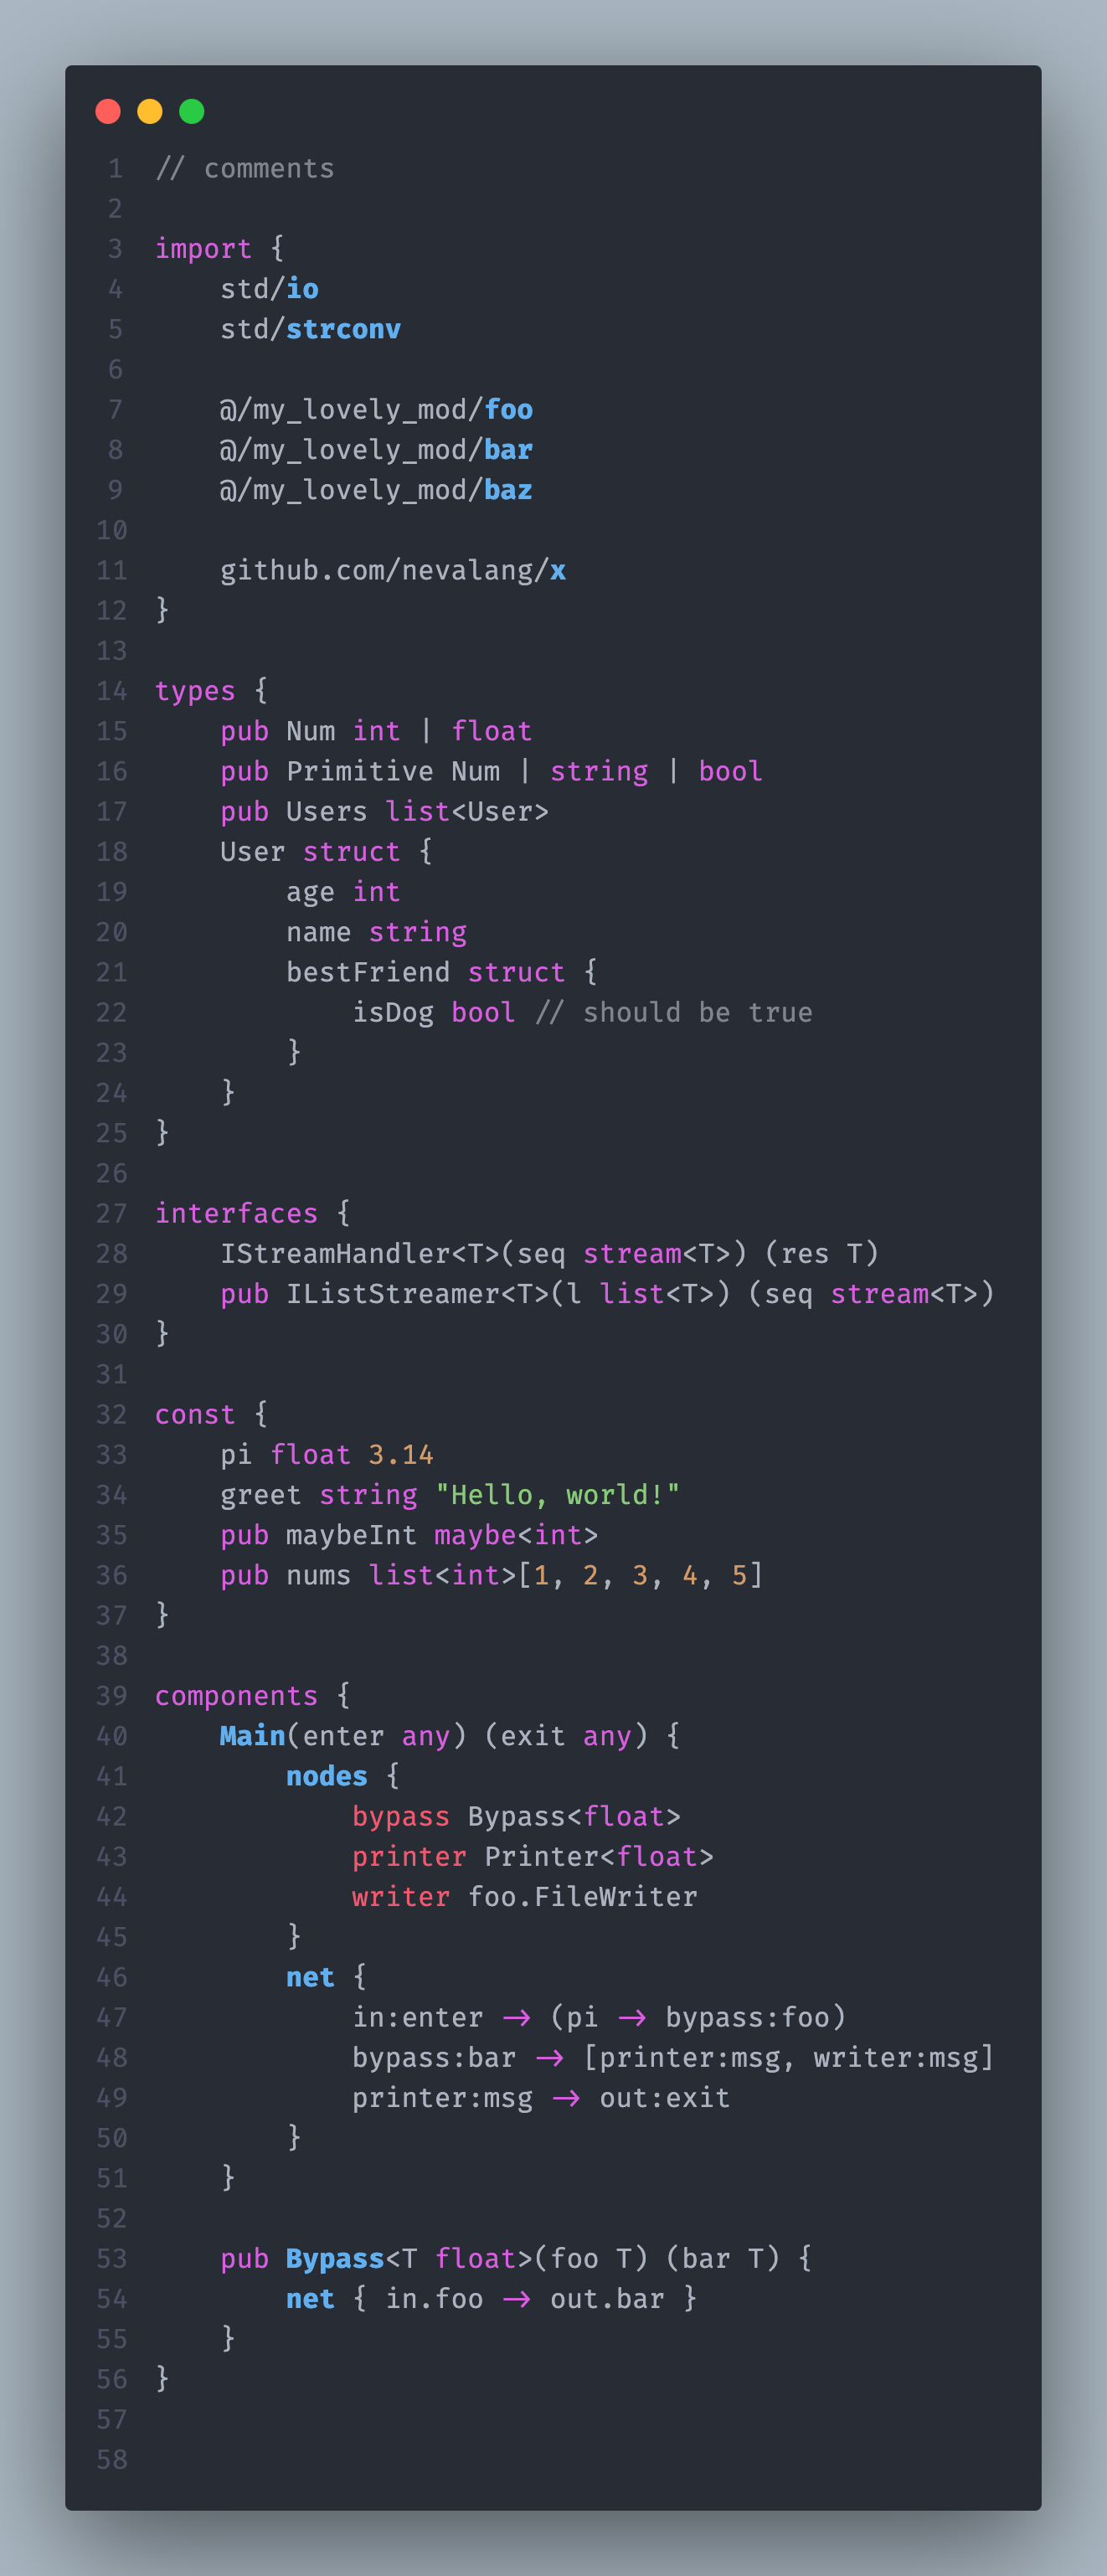 1 // comments
2
3 import {
4     std/io
5     std/strconv
6
7     @/my_lovely_mod/foo
8     @/my_lovely_mod/bar
9     @/my_lovely_mod/baz
10
11     github.com/nevalang/x
12 }
13
14 types {
15     pub Num int | float
16     pub Primitive Num | string | bool
17     pub Users list<User>
18     User struct {
19         age int
20         name string
21         bestFriend struct {
22             isDog bool // should be true
23         }
24     }
25 }
26
27 interfaces {
28     IStreamHandler<T>(seq stream<T>) (res T)
29     pub IListStreamer<T>(l list<T>) (seq stream<T>)
30 }
31
32 const {
33     pi float 3.14
34     greet string "Hello, world!"
35     pub maybeInt maybe<int>
36     pub nums list<int>[1, 2, 3, 4, 5]
37 }
38
39 components {
40     Main(enter any) (exit any) {
41         nodes {
42             bypass Bypass<float>
43             printer Printer<float>
44             writer foo.FileWriter
45         }
46         net {
47             in:enter -> (pi -> bypass:foo)
48             bypass:bar -> [printer:msg, writer:msg]
49             printer:msg -> out:exit
50         }
51     }
52
53     pub Bypass<T float>(foo T) (bar T) {
54         net { in.foo -> out.bar }
55     }
56 }
57
58